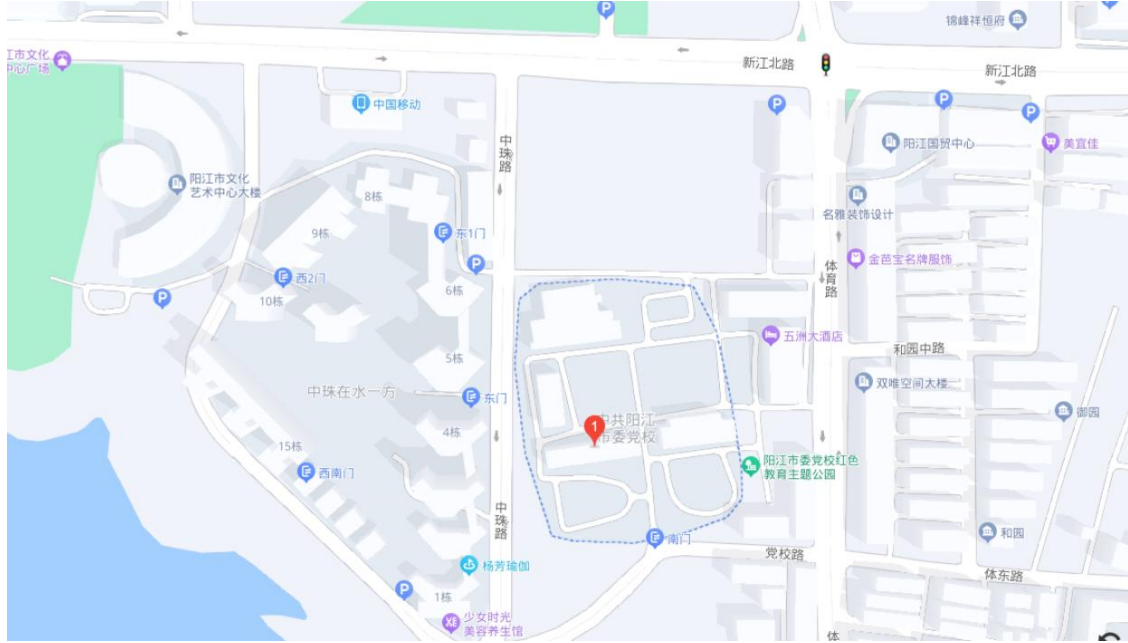 锦峰祥恒府
P
江市文化
中心广场
新江北路
新江北路
中国移动
P
P
P
中珠路
阳江国贸中心
美宜佳
阳江市文化
艺术中心大楼
8栋
名雅装饰设计
9栋
东1门
金芭宝名牌服饰
体育路
西2门
P
6栋
10栋
P
五洲大酒店
和园中路
5栋
双唯空间大楼
中珠在水一方
东门
御园
1
中共阳江
市委党校
4栋
15栋
西南门
阳江市委党校红色
教育主题公园
中珠路
南门
和园
党校路
杨芳瑜伽
体东路
P
1栋
少女时光
美容养生馆
体